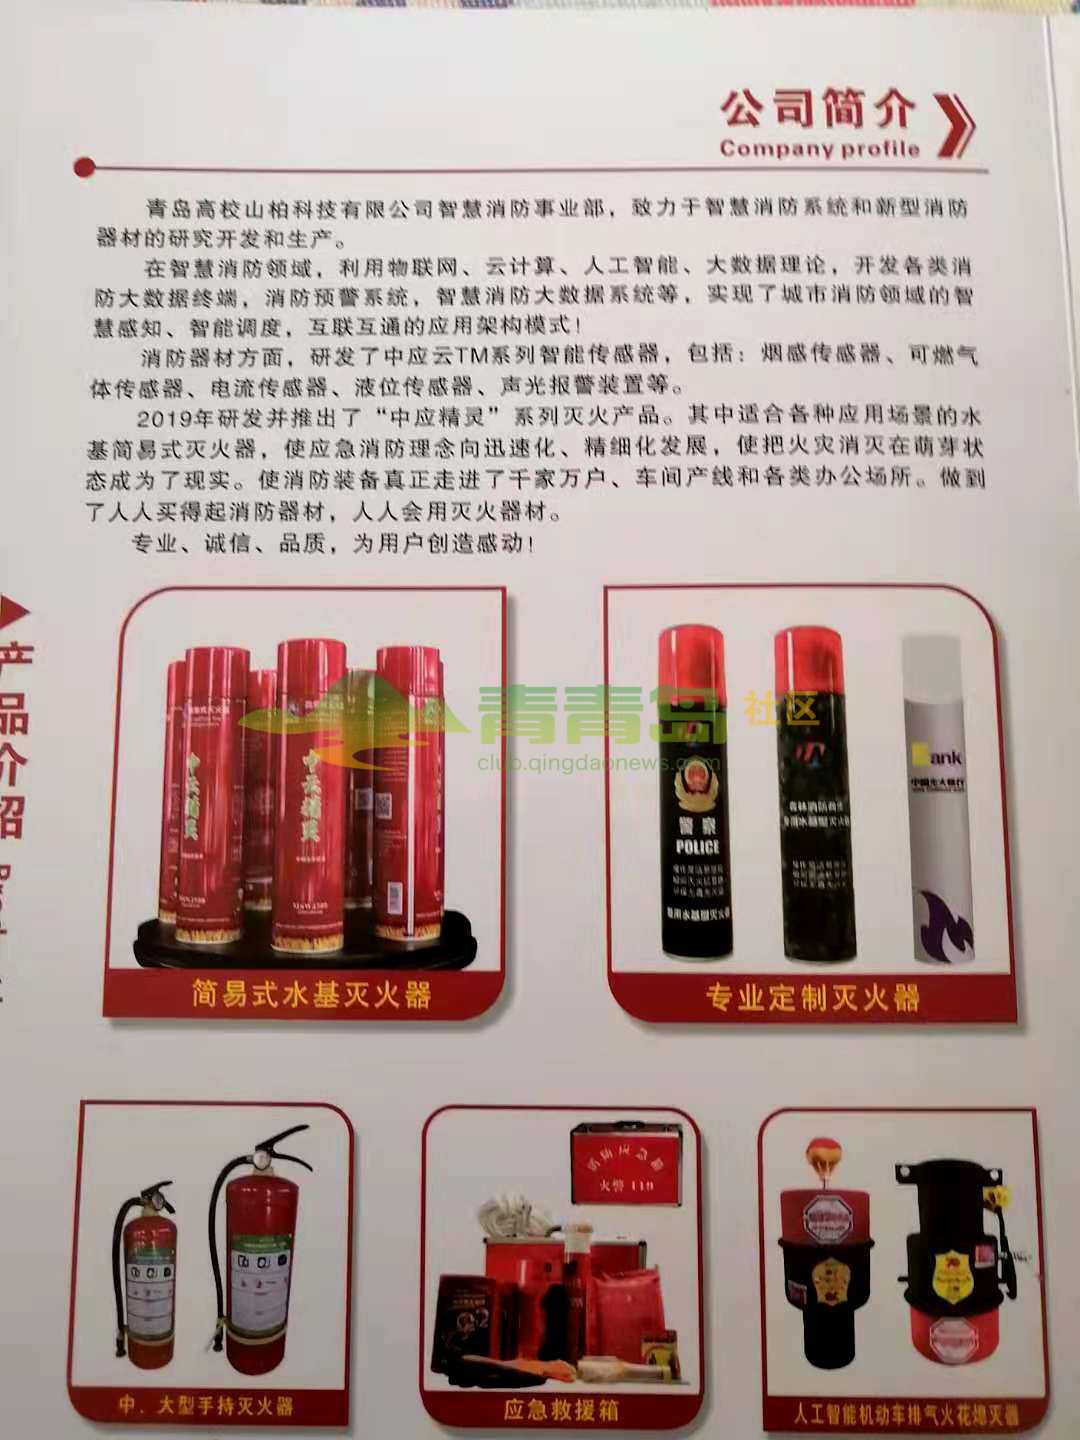 公司简介
Company profile
青岛高校山柏科技有限公司智慧消防事业部，致力于智慧消防系统和新型消防
器材的研究开发和生产。
在智慧消防领域，利用物联网、云计算、人工智能、大数据理论，开发各类消
防大数据终端，消防预警系统，智慧消防大数据系统等，实现了城市消防领域的智
慧感知、智能调度，互联互通的应用架构模式！
消防器材方面，研发了中应云TM系列智能传感器，包括：烟感传感器、可燃气
体传感器、电流传感器、液位传感器、声光报警装置等。
2019年研发并推出了“中应精灵”系列灭火产品。其中适合各种应用场景的水
基简易式灭火器，使应急消防理念向迅速化、精细化发展，使把火灾消灭在萌芽状
态成为了现实。使消防装备真正走进了千家万户、车间产线和各类办公场所。做到
了人人买得起消防器材，人人会用灭火器材。
专业、诚信、品质，为用户创造感动！
产品介绍
青青岛
社区
club.qingdaonews.com
警察
POLICE
ank
简易式水基灭火器
专业定制灭火器
火警 119
中、大型手持灭火器
应急救援箱
人工智能机动车排气火花熄灭器